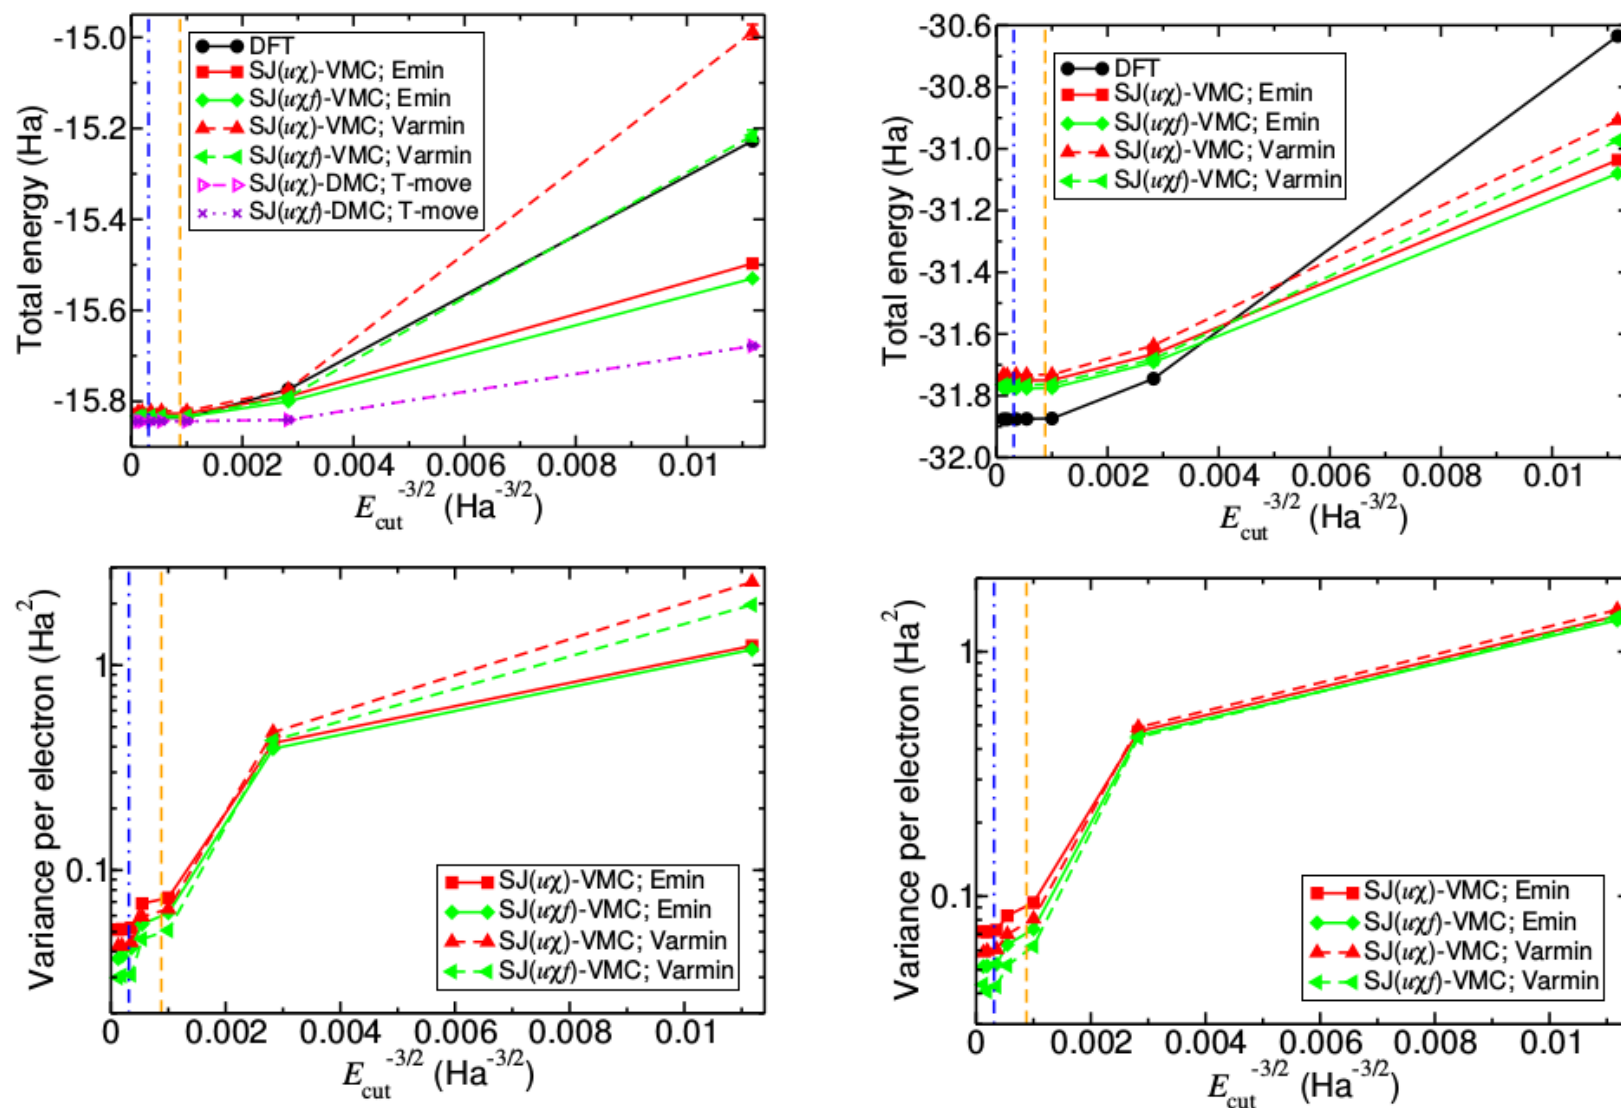 Total energy (Ha)
-15.0
-15.2
-15.4
-15.6
-15.8
DFT
SJ(uχ)-VMC; Emin
SJ(uχf)-VMC; Emin
SJ(uχ)-VMC; Varmin
SJ(uχf)-VMC; Varmin
SJ(uχ)-DMC; T-move
SJ(uχf)-DMC; T-move
0 0.002 0.004 0.006 0.008 0.01
E_cut^-3/2 (Ha^-3/2)
Total energy (Ha)
-30.6
-30.8
-31.0
-31.2
-31.4
-31.6
-31.8
-32.0
DFT
SJ(uχ)-VMC; Emin
SJ(uχf)-VMC; Emin
SJ(uχ)-VMC; Varmin
SJ(uχf)-VMC; Varmin
0 0.002 0.004 0.006 0.008 0.01
E_cut^-3/2 (Ha^-3/2)
Variance per electron (Ha^2)
1
0.1
SJ(uχ)-VMC; Emin
SJ(uχf)-VMC; Emin
SJ(uχ)-VMC; Varmin
SJ(uχf)-VMC; Varmin
0 0.002 0.004 0.006 0.008 0.01
E_cut^-3/2 (Ha^-3/2)
Variance per electron (Ha^2)
1
0.1
SJ(uχ)-VMC; Emin
SJ(uχf)-VMC; Emin
SJ(uχ)-VMC; Varmin
SJ(uχf)-VMC; Varmin
0 0.002 0.004 0.006 0.008 0.01
E_cut^-3/2 (Ha^-3/2)